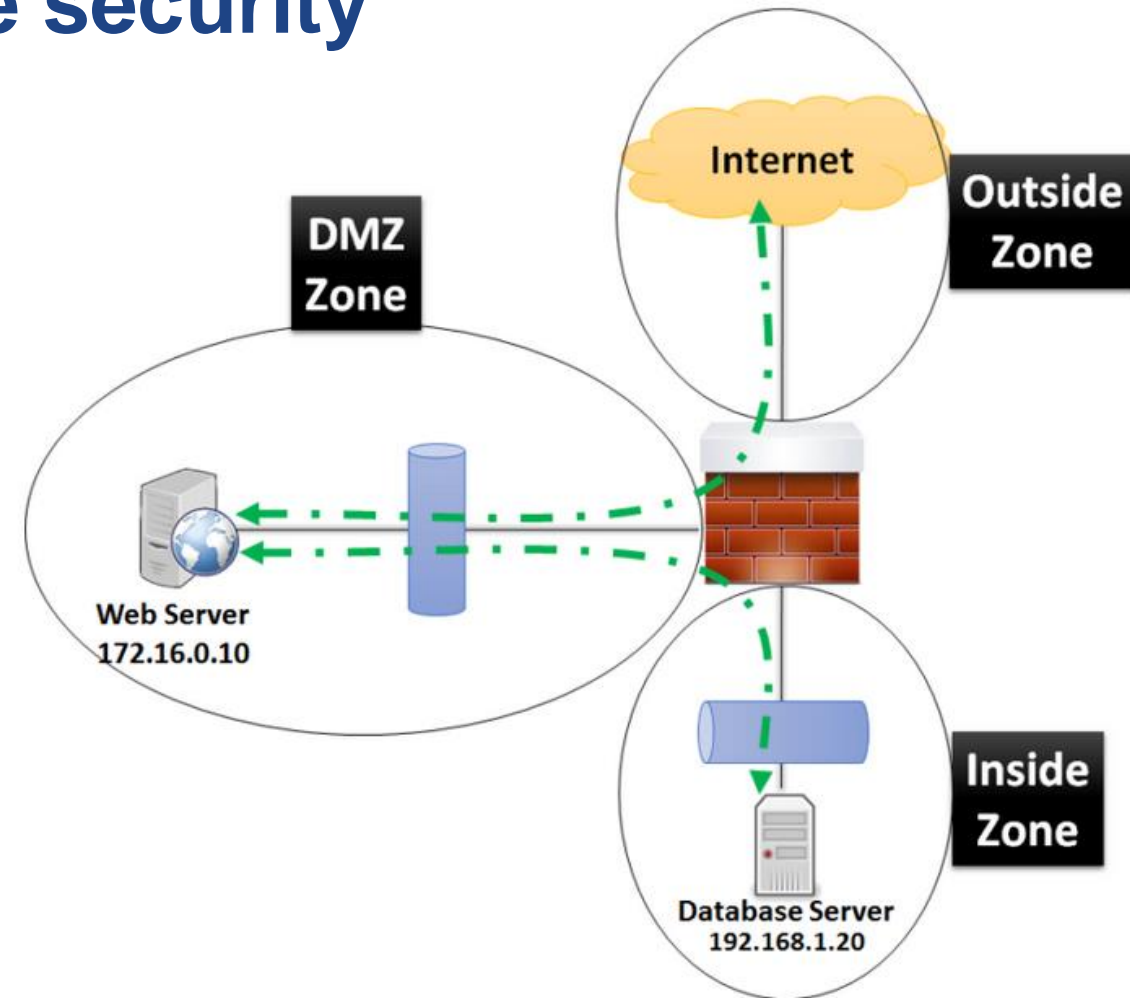 e security
Internet
Outside
Zone
DMZ
Zone
Web Server
172.16.0.10
Inside
Zone
Database Server
192.168.1.20